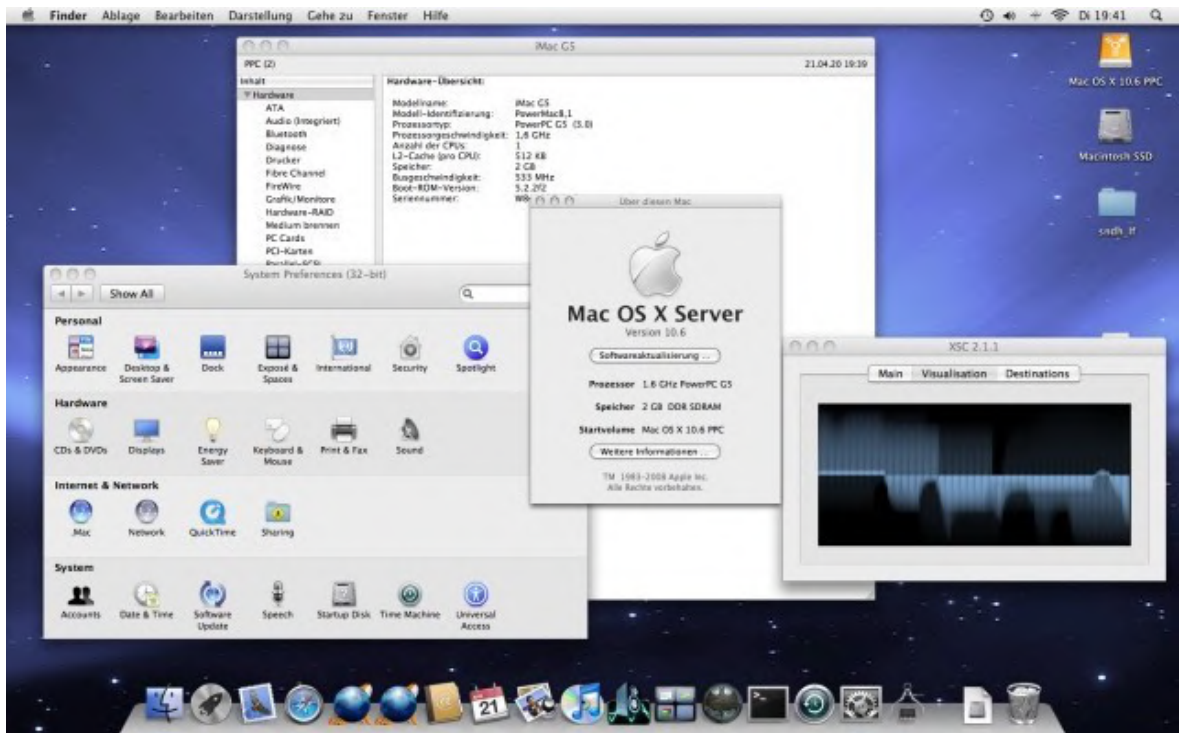 Finder Ablage Bearbeiten Darstellung Gehe zu Fenster Hilfe
Di 19:41
iMac G5
PPC (2)
21.04.20 19:39
Inhalt
Hardware
ATA
Audio (Integriert)
Bluetooth
Diagnose
Drucker
Fibre Channel
FireWire
Grafik/Monitore
Hardware-RAID
Medium brennen
PC Cards
PCI-Karten
Parallel-SCSI
Hardware-Übersicht:
Modellname: iMac G5
Modell-Identifizierung: PowerMac8,1
Prozessortyp: PowerPC G5 (3.0)
Prozessorgeschwindigkeit: 1,6 GHz
Anzahl der CPUs: 1
L2-Cache (pro CPU): 512 KB
Speicher: 2 GB
Busgeschwindigkeit: 533 MHz
Boot-ROM-Version: 5.2.2f2
Seriennummer: W8
Mac OS X 10.6 PPC
Macintosh SSD
sndh_lf
System Preferences (32-bit)
Show All
Personal
Appearance
Desktop &
Screen Saver
Dock
Exposé &
Spaces
International
Security
Spotlight
Hardware
CDs & DVDs
Displays
Energy
Saver
Keyboard &
Mouse
Print & Fax
Sound
Internet & Network
.Mac
Network
QuickTime
Sharing
System
Accounts
Date & Time
Software
Update
Speech
Startup Disk
Time Machine
Universal
Access
Über diesen Mac
Mac OS X Server
Version 10.6
Softwareaktualisierung ...
Prozessor 1.6 GHz PowerPC G5
Speicher 2 GB DDR SDRAM
Startvolume Mac OS X 10.6 PPC
Weitere Informationen ...
TM 1983-2008 Apple Inc.
Alle Rechte vorbehalten.
XSC 2.1.1
Main Visualisation Destinations
21